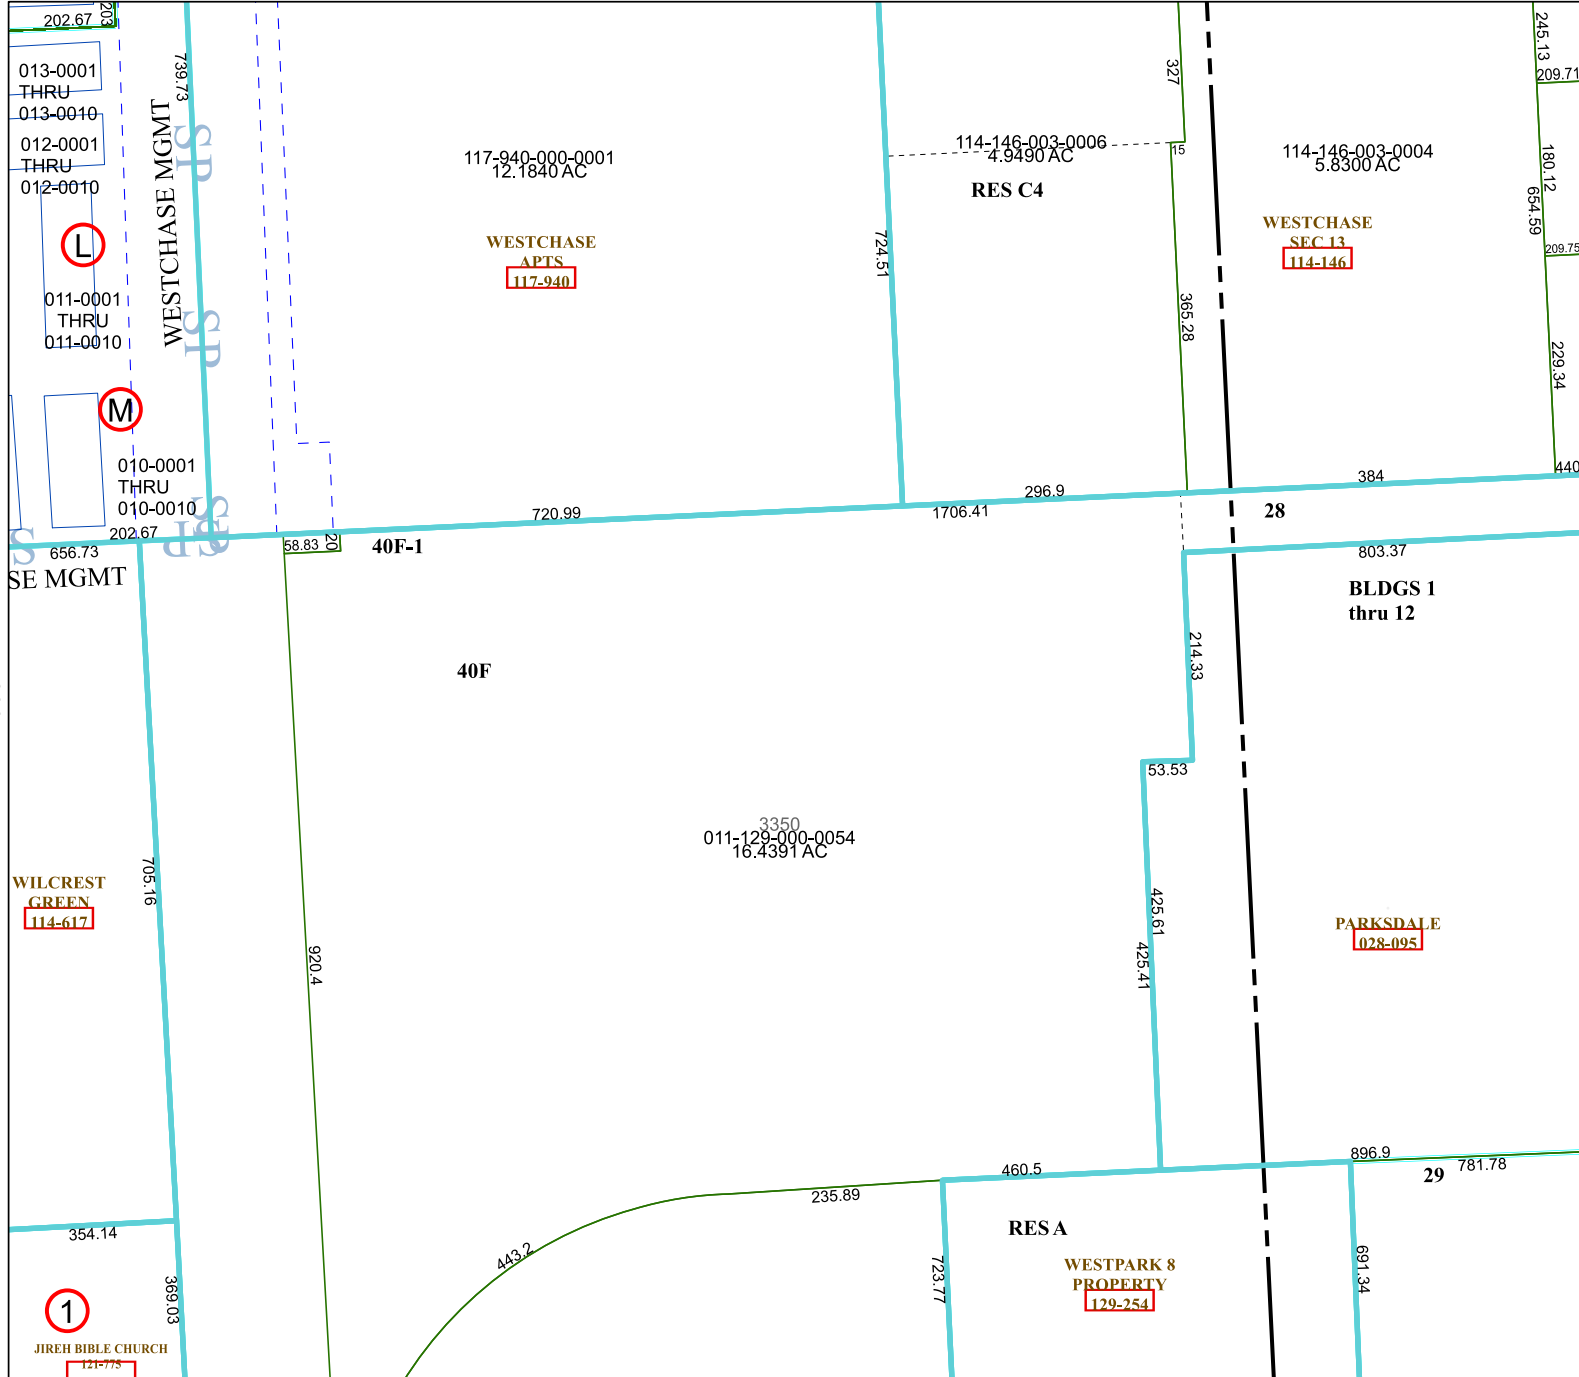 202.67
203
013-0001
THRU
013-0010
012-0001
THRU
012-0010
L
011-0001
THRU
011-0010
M
010-0001
THRU
010-0010
202.67
656.73
S
SE MGMT
739.73
WESTCHASE MGMT
SP
SP
SP
SP
117-940-000-0001
12.1840 AC
WESTCHASE
APTS
117-940
724.51
114-146-003-0006
4.9490 AC
RES C4
327
15
365.28
114-146-003-0004
5.8300 AC
WESTCHASE
SEC 13
114-146
245.13
209.71
180.12
654.59
209.75
229.34
440
384
296.9
720.99
1706.41
28
58.83
20
40F-1
803.37
BLDGS 1
thru 12
40F
214.33
53.53
3350
011-129-000-0054
16.4391 AC
705.16
WILCREST
GREEN
114-617
920.4
425.61
425.41
PARKSDALE
028-095
896.9
781.78
29
460.5
235.89
443.2
RES A
WESTPARK 8
PROPERTY
129-254
723.77
691.34
354.14
369.03
1
JIREH BIBLE CHURCH
121-775